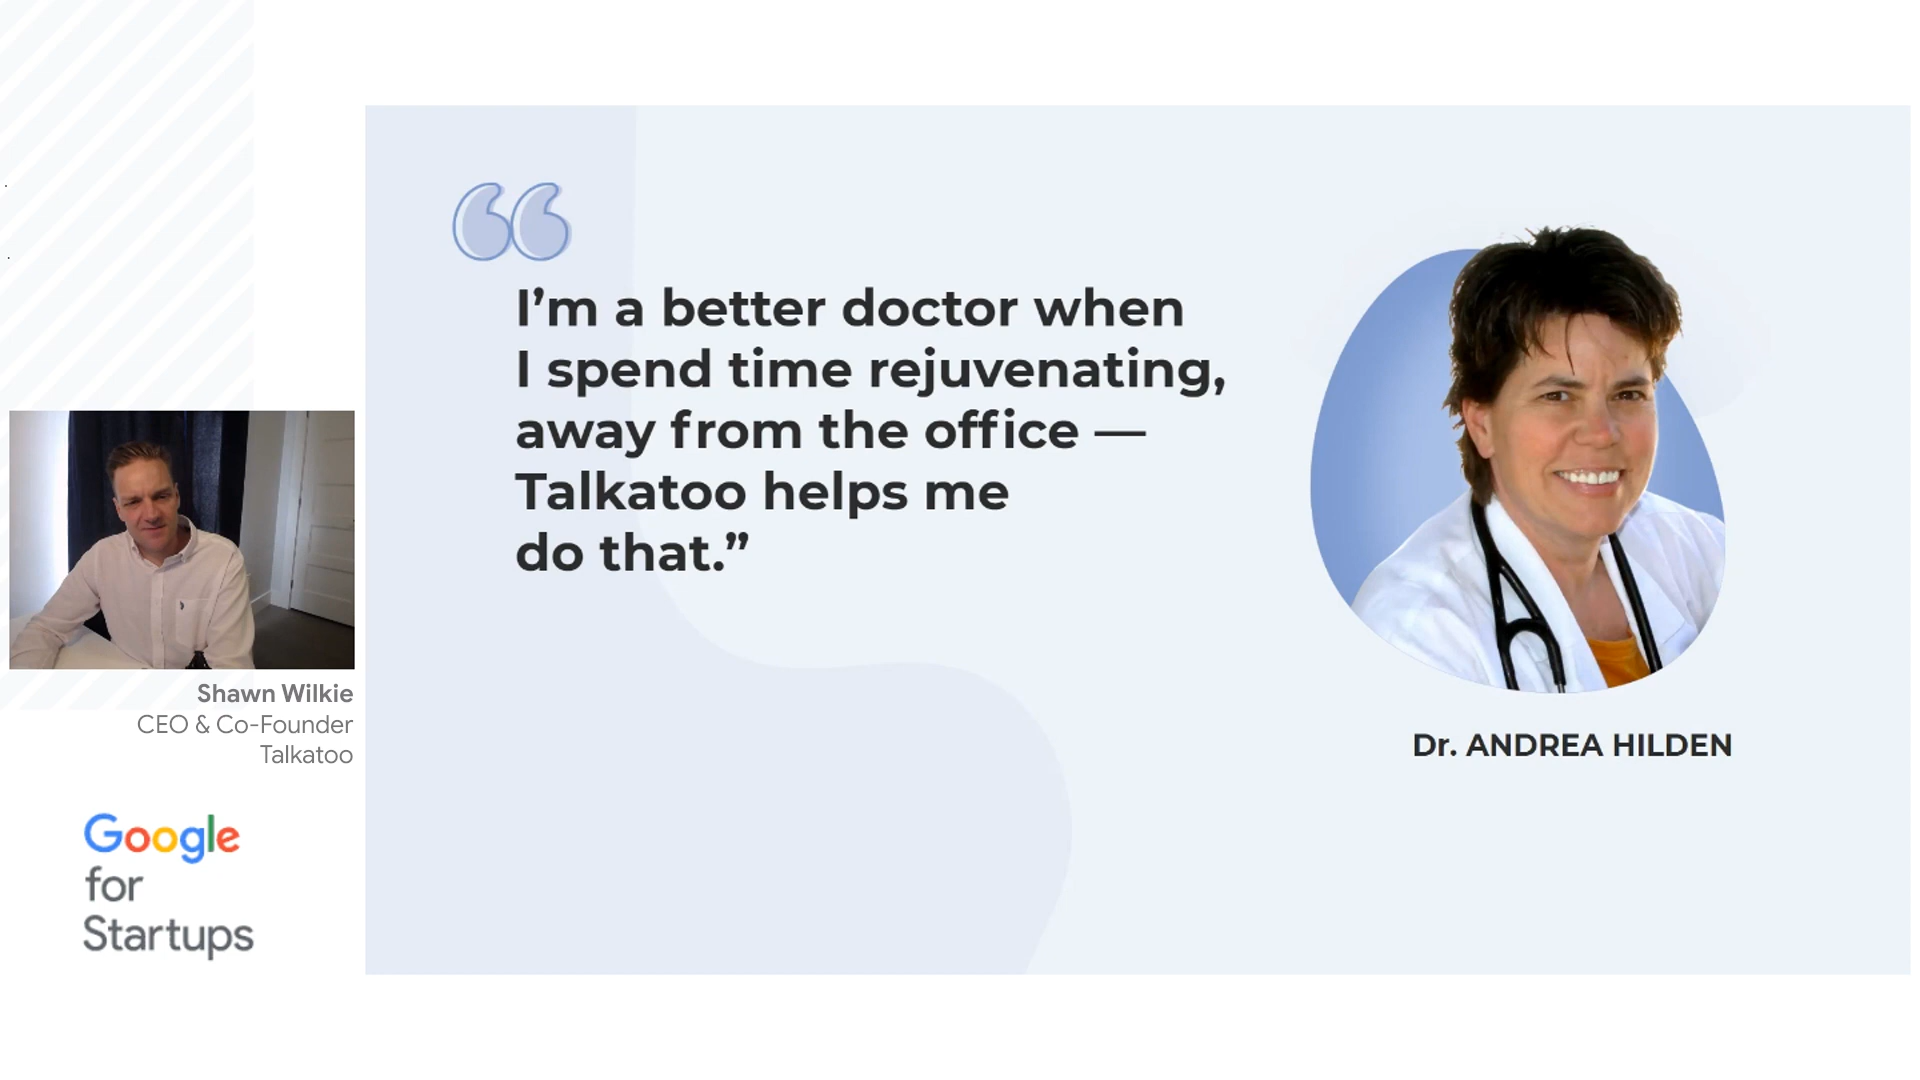 I’m a better doctor when
I spend time rejuvenating,
away from the office —
Talkatoo helps me
do that.”
Dr. ANDREA HILDEN
Shawn Wilkie
CEO & Co-Founder
Talkatoo
Google
for
Startups